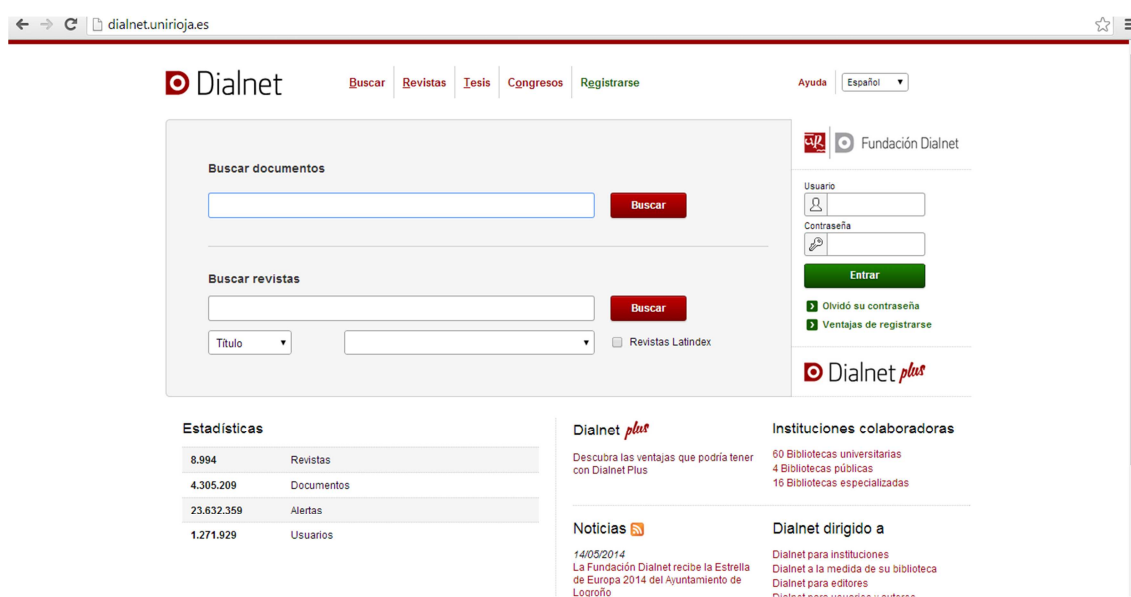 dialnet.unirioja.es
Dialnet
Buscar Revistas Tesis Congresos Registrarse
Ayuda Español
Buscar documentos
Buscar
Buscar revistas
Buscar
Título
Revistas Latindex
Fundación Dialnet
Usuario
Contraseña
Entrar
Olvidó su contraseña
Ventajas de registrarse
Dialnet plus
Estadísticas
8.994 Revistas
4.305.209 Documentos
23.632.359 Alertas
1.271.929 Usuarios
Dialnet plus
Descubra las ventajas que podría tener
con Dialnet Plus
Instituciones colaboradoras
60 Bibliotecas universitarias
4 Bibliotecas públicas
16 Bibliotecas especializadas
Noticias
14/05/2014
La Fundación Dialnet recibe la Estrella
de Europa 2014 del Ayuntamiento de
Logroño
Dialnet dirigido a
Dialnet para instituciones
Dialnet a la medida de su biblioteca
Dialnet para editores
Dialnet para usuarios y autores